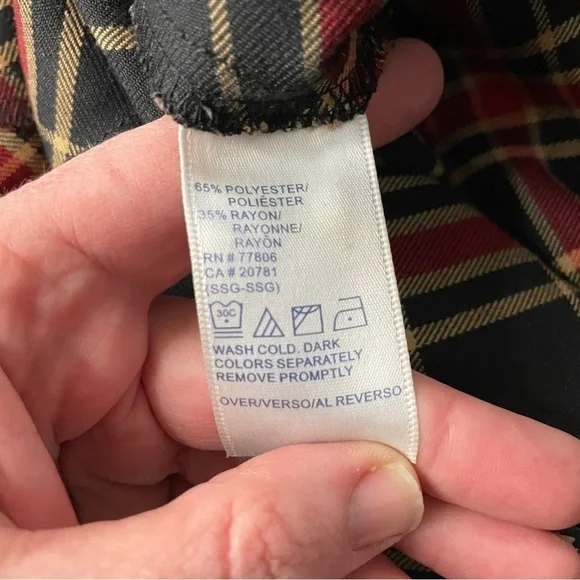 65% POLYESTER/
POLIÉSTER
35% RAYON/
RAYONNE/
RAYÓN
RN # 77806
CA # 20781
(SSG-SSG)
30C
WASH COLD. DARK
COLORS SEPARATELY
REMOVE PROMPTLY
OVER/VERSO/AL REVERSO